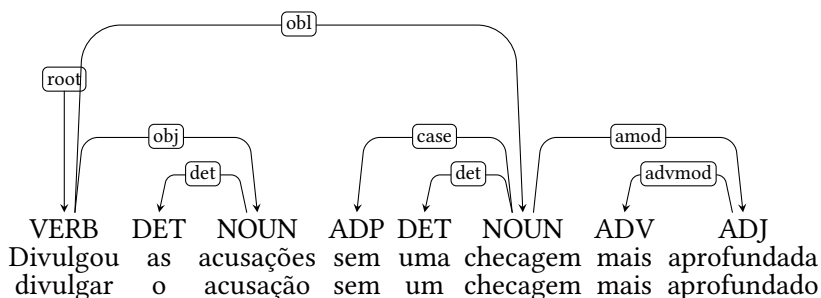 obl
root
obj case amod
det det advmod
VERB DET NOUN ADP DET NOUN ADV ADJ
Divulgou as acusações sem uma checagem mais aprofundada
divulgar o acusação sem um checagem mais aprofundado